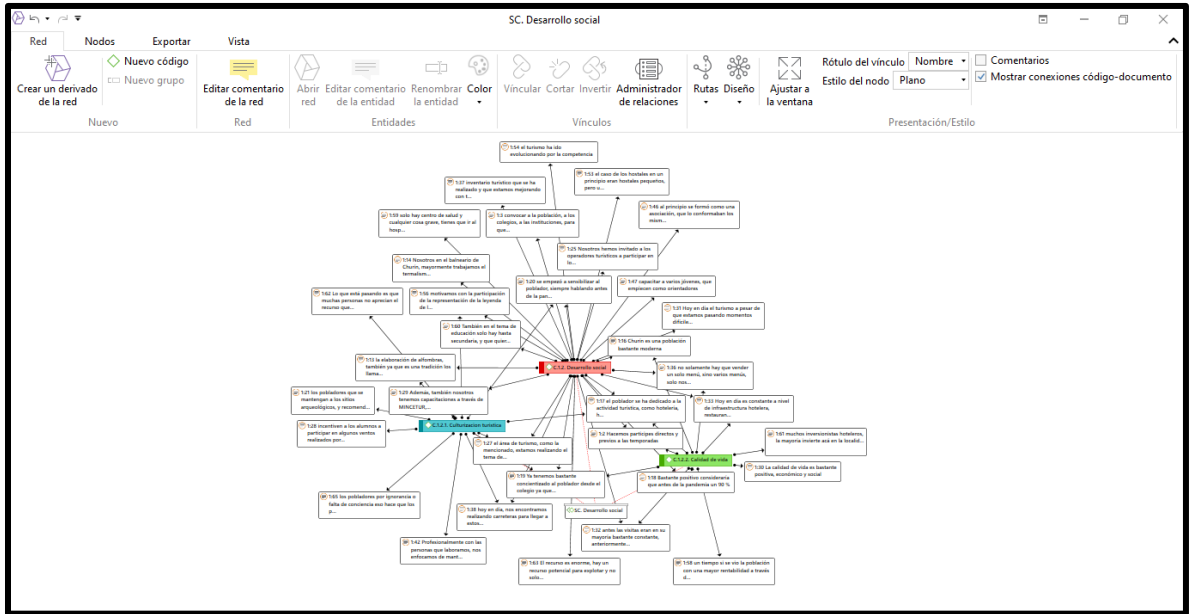 SC. Desarrollo social
Red Nodos Exportar Vista
Crear un derivado
de la red
Nuevo código
Nuevo grupo
Nuevo
Editar comentario
de la red
Red
Abrir
red
Editar comentario
de la entidad
Renombrar
la entidad
Color
Entidades
Víncular Cortar Invertir Administrador
de relaciones
Vínculos
Rutas Diseño Ajustar a
la ventana
Rótulo del vínculo Nombre
Estilo del nodo Plano
Comentarios
Mostrar conexiones código-documento
Presentación/Estilo
1:54 el turismo ha ido
evolucionando por la competencia
1:53 el caso de los hostales en un
principio eran hostales pequeños,
pero u...
1:37 inventario turístico que se ha
realizado y que estamos mejorando
con t...
1:46 al principio se formó como una
asociación, que lo conformaban los
mism...
1:59 solo hay centro de salud y
cualquier cosa grave, tienes que ir al
hosp...
1:3 convocar a la población, a los
colegios, a las instituciones, para
que...
1:25 Nosotros hemos invitado a los
operadores turísticos a participar en
lo...
1:14 Nosotros en el balneario de
Churín, mayormente trabajamos el
termalism...
1:20 se empezó a sensibilizar al
poblador, siempre hablando antes
de la pan...
1:47 capacitar a varios jóvenes, que
empiecen como orientadores
1:62 Lo que está pasando es que
muchas personas no aprecian el
recurso que...
1:56 motivamos con la participación
de la representación de la leyenda
de l...
1:31 Hoy en día el turismo a pesar de
que estamos pasando momentos
difícile...
1:60 También en el tema de
educación solo hay hasta
secundaria, y que quier...
1:16 Churín es una población
bastante moderna
1:13 la elaboración de alfombras,
también ya que es una tradición los
llama...
C.1.2. Desarrollo social
1:36 no solamente hay que vender
un solo menú, sino varios menús,
solo nos...
1:21 los pobladores que se
mantengan a los sitios
arqueológicos, y recomend...
1:29 Además, también nosotros
tenemos capacitaciones a través de
MINCETUR,...
1:17 el poblador se ha dedicado a la
actividad turística, como hotelería,
h...
1:33 Hoy en día es constante a nivel
de infraestructura hotelera,
restauran...
1:28 incentiven a los alumnos a
participar en algunos ventos
realizados por...
C.1.2.1. Culturización turística
1:2 Hacemos partícipes directos y
previos a las temporadas
1:61 muchos inversionistas hoteleros,
la mayoría invierte acá en la localid...
1:27 el área de turismo, como le
mencionado, estamos realizando el
tema de...
C.1.2.2. Calidad de vida
1:30 La calidad de vida es bastante
positiva, económico y social
1:19 Ya tenemos bastante
concientizado al poblador desde el
colegio ya que...
1:18 Bastante positivo consideraría
que antes de la pandemia un 90 %
1:65 los pobladores por ignorancia o
falta de conciencia eso hace que los
p...
1:38 hoy en día, nos encontramos
realizando carreteras para llegar a
estos...
SC. Desarrollo social
1:32 antes las visitas eran en su
mayoría bastante constante,
anteriormente...
1:42 Profesionalmente con las
personas que laboramos, nos
enfocamos de mant...
1:63 El recurso es enorme, hay un
recurso potencial para explotar y no
solo...
1:58 un tiempo sí se vio la población
con una mayor rentabilidad a través
d...